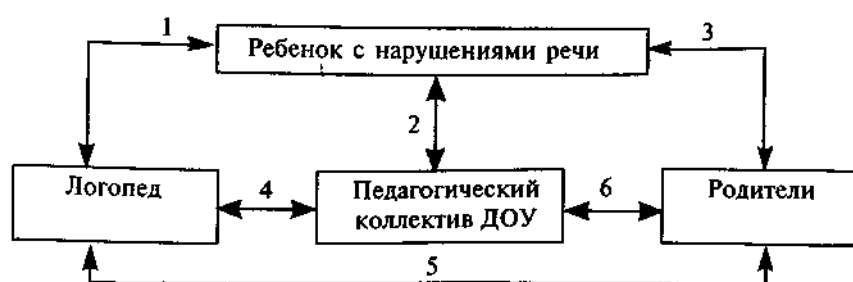 1
3
Ребенок с нарушениями речи
2
Логопед
4
Педагогический
коллектив ДОУ
6
Родители
5